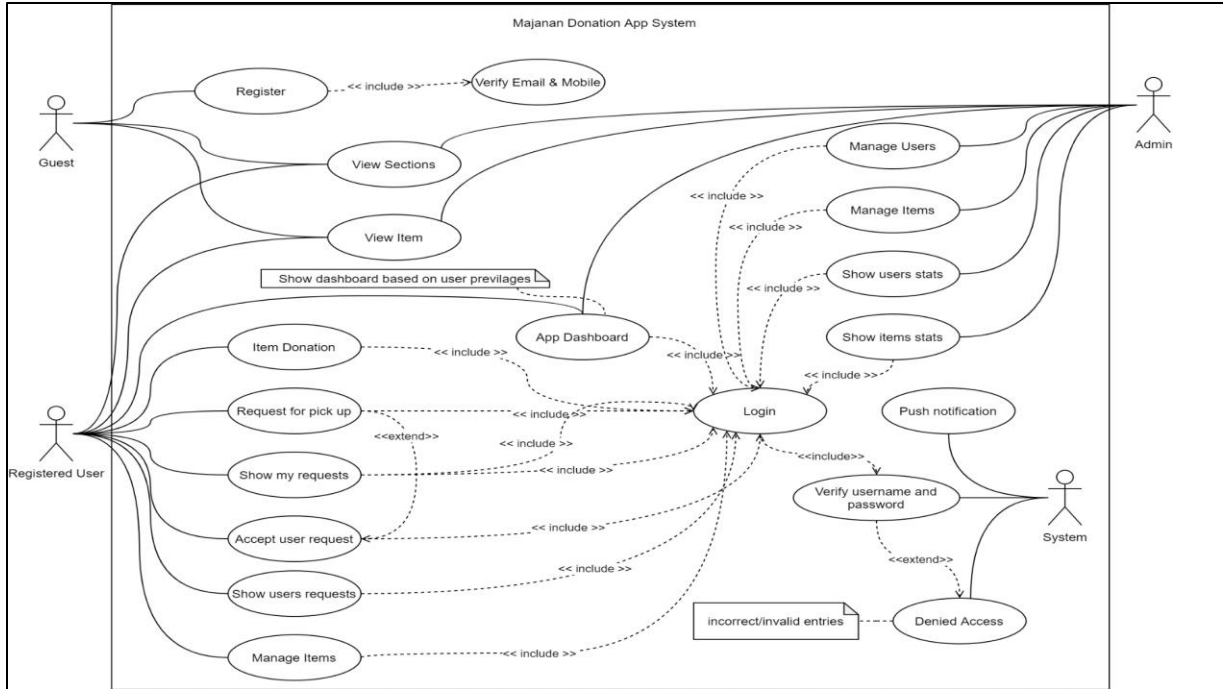 Majanan Donation App System
Register
<< include >>
Verify Email & Mobile
Guest
Admin
View Sections
Manage Users
<< include >>
View Item
Manage Items
<< include >>
Show dashboard based on user previlages
Show users stats
<< include >>
App Dashboard
Show items stats
Item Donation
<< include >>
<< include >>
<< include >>
Request for pick up
<< include >>
Login
Push notification
<<extend>>
<< include >>
Registered User
Show my requests
<< include >>
<<include>>
Verify username and
password
Accept user request
<< include >>
System
<<extend>>
<< include >>
Show users requests
incorrect/invalid entries
Denied Access
Manage Items
<< include >>